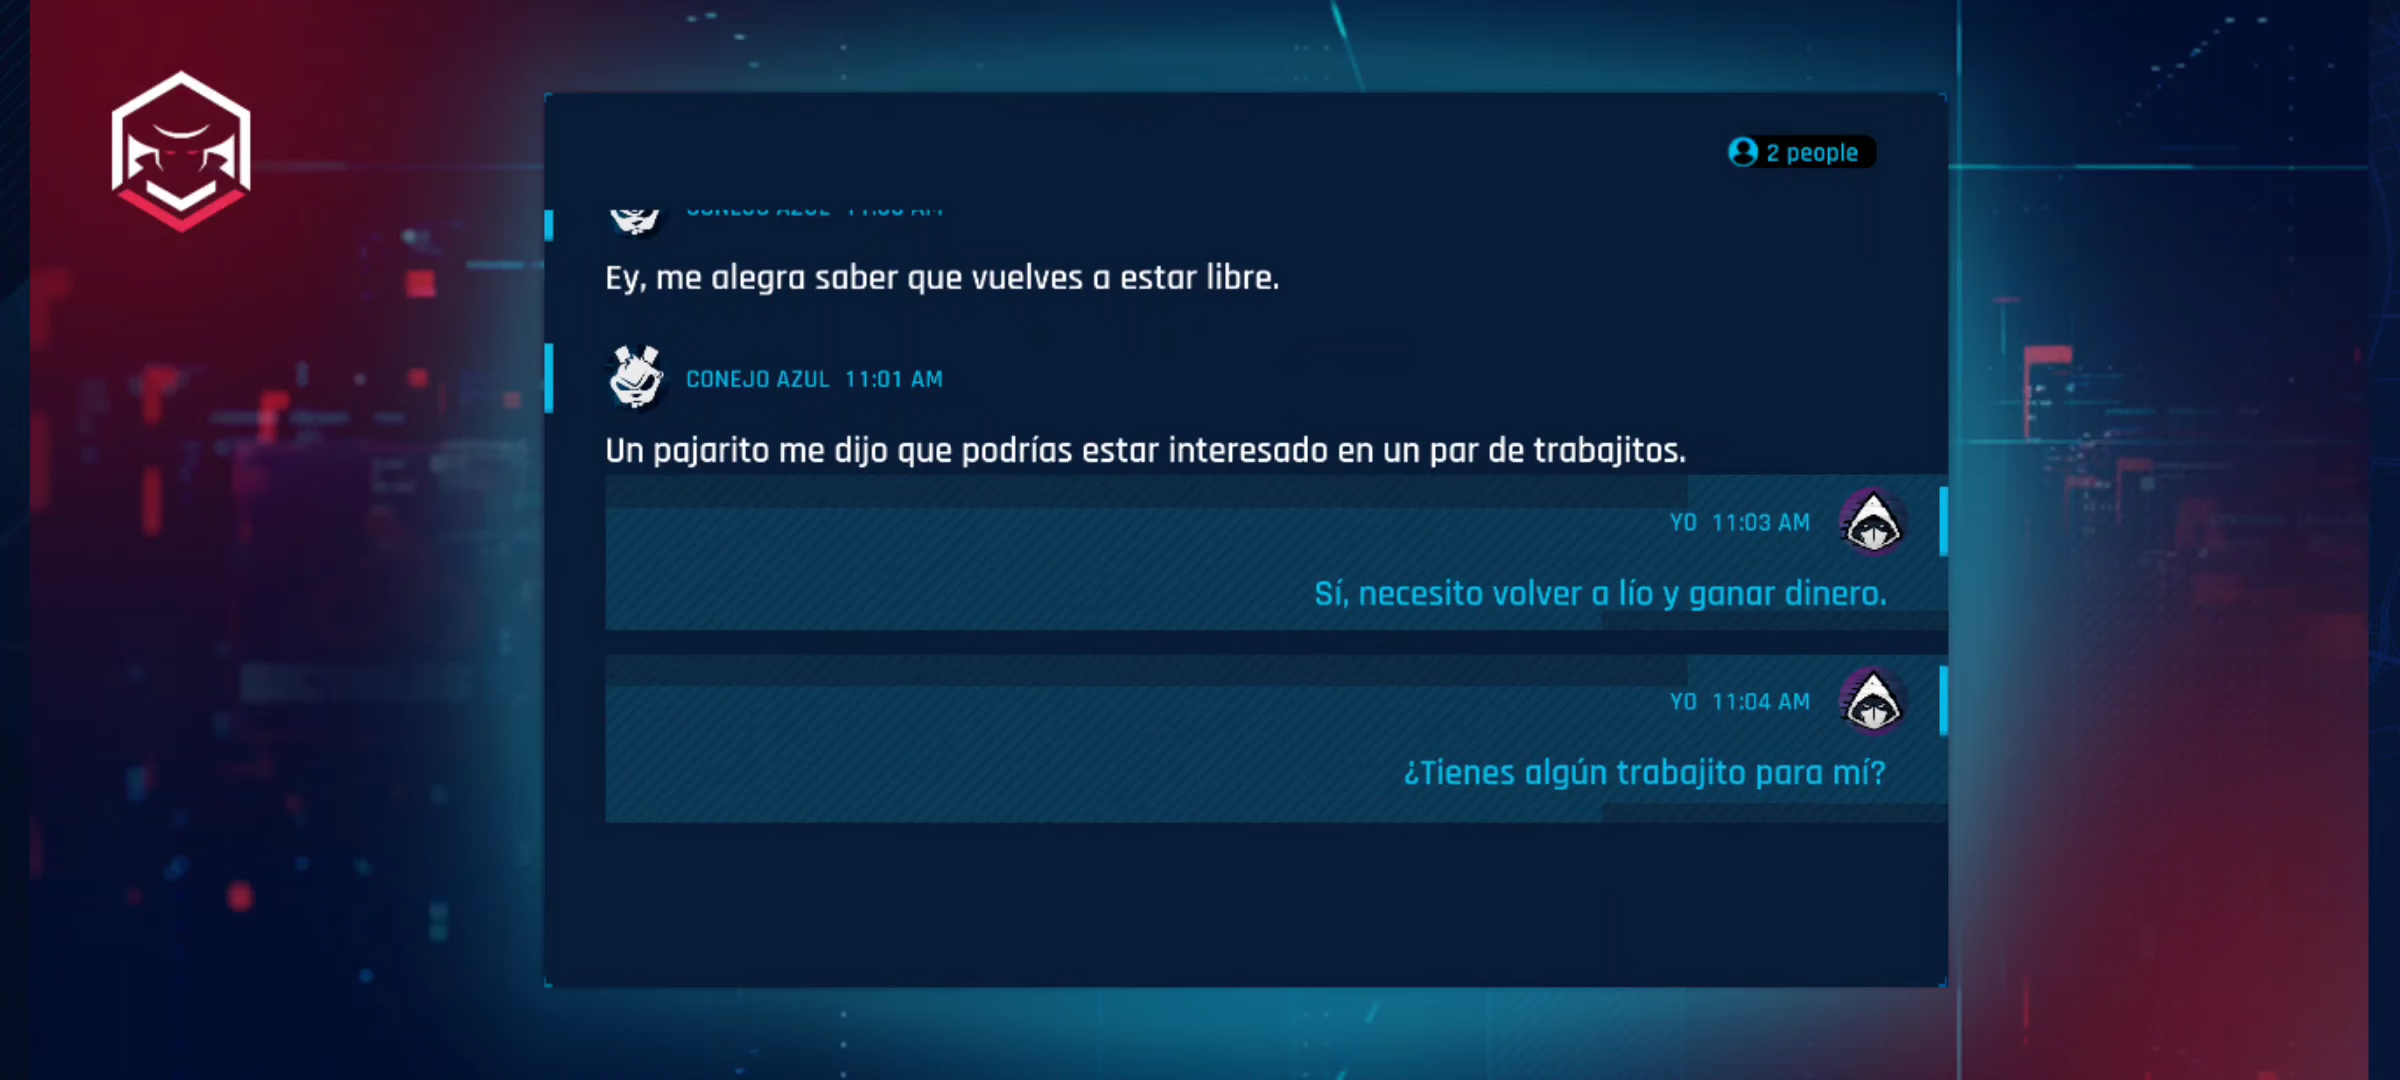 2 people
CONEJO AZUL
Ey, me alegra saber que vuelves a estar libre.
CONEJO AZUL 11:01 AM
Un pajarito me dijo que podrías estar interesado en un par de trabajitos.
YO 11:03 AM
Sí, necesito volver a lío y ganar dinero.
YO 11:04 AM
¿Tienes algún trabajito para mí?